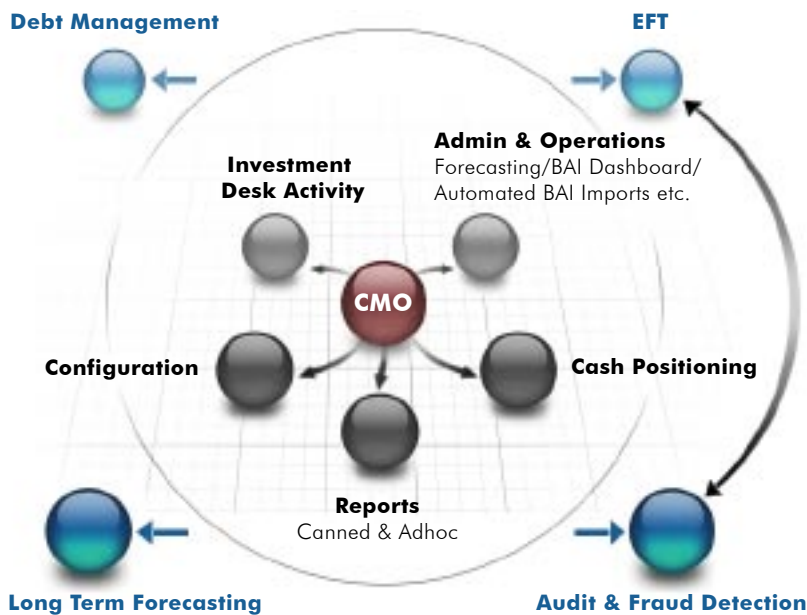 Debt Management
EFT
Admin & Operations
Forecasting/BAI Dashboard/
Automated BAI Imports etc.
Investment
Desk Activity
CMO
Configuration
Cash Positioning
Reports
Canned & Adhoc
Long Term Forecasting
Audit & Fraud Detection